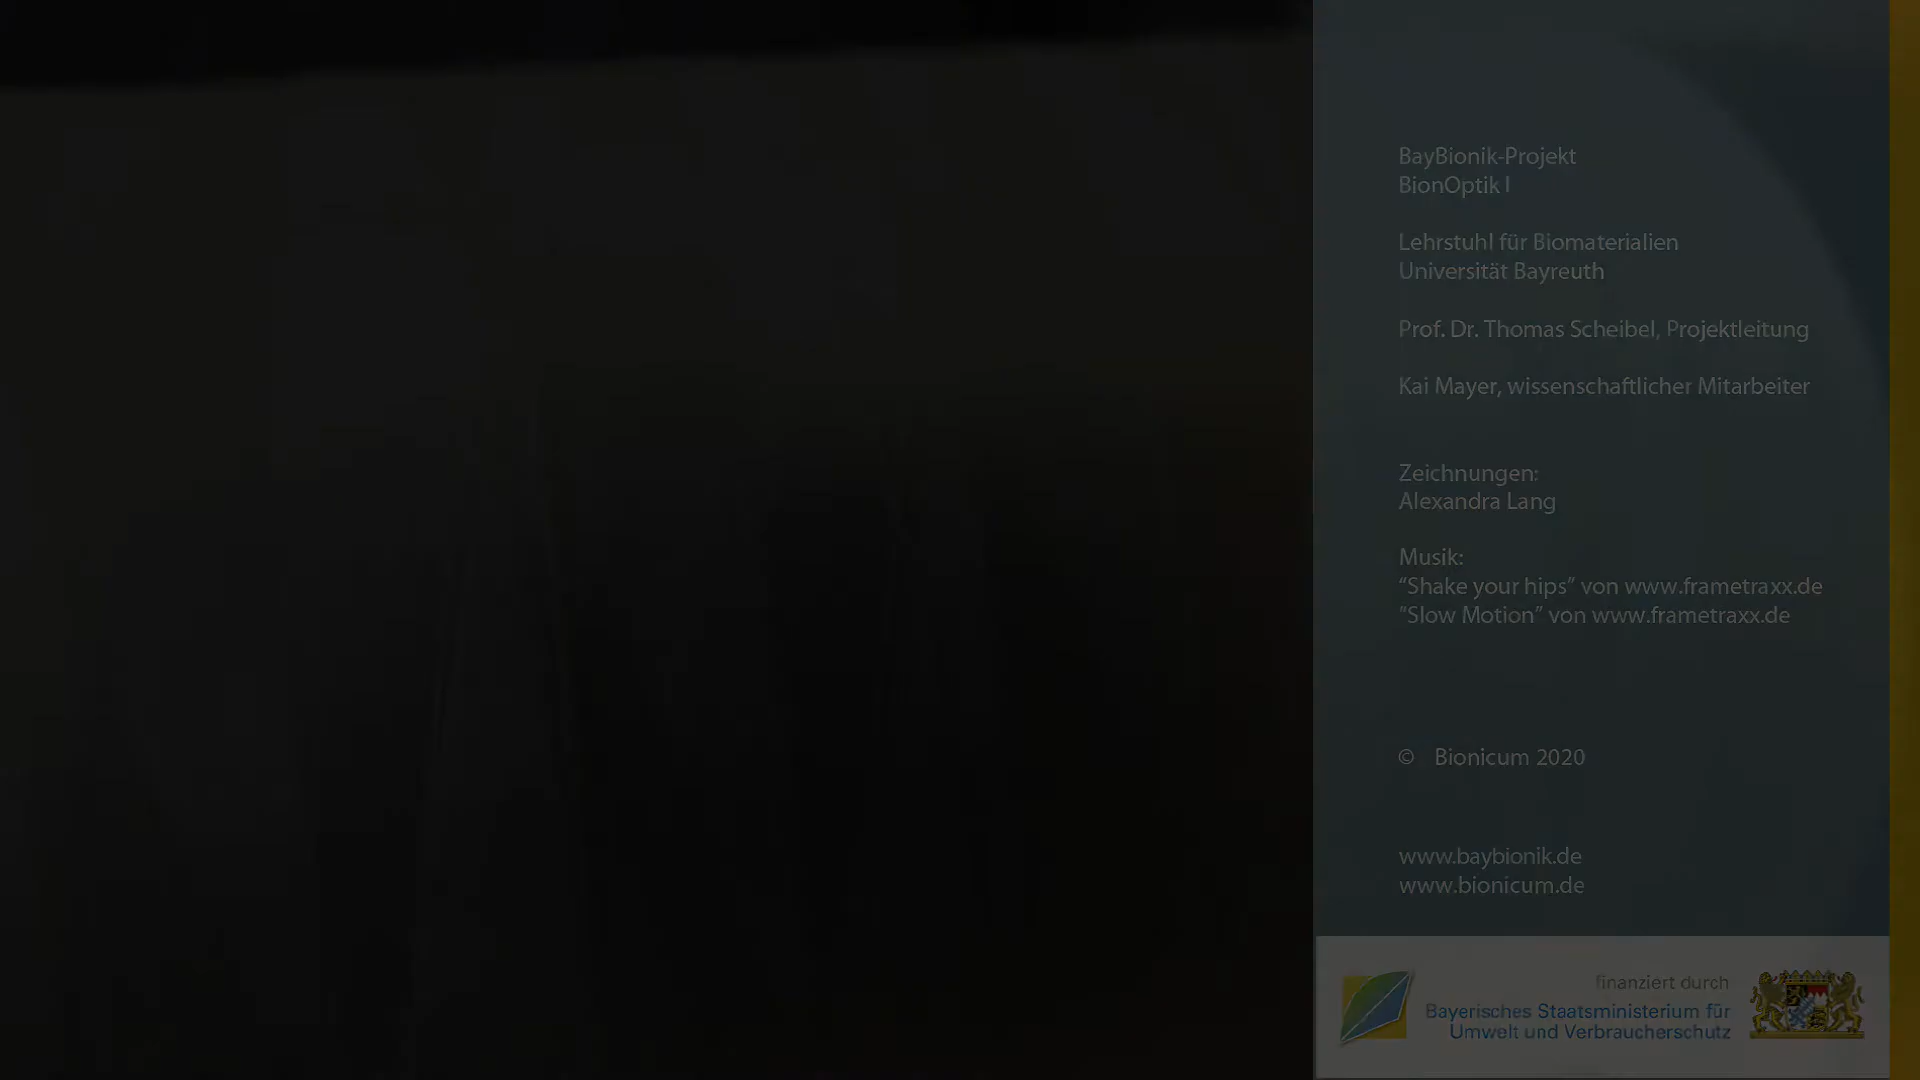 BayBionik-Projekt
BionOptik I
Lehrstuhl für Biomaterialien
Universität Bayreuth
Prof. Dr. Thomas Scheibel, Projektleitung
Kai Mayer, wissenschaftlicher Mitarbeiter
Zeichnungen:
Alexandra Lang
Musik:
“Shake your hips” von www.frametraxx.de
"Slow Motion” von www.frametraxx.de
© Bionicum 2020
www.baybionik.de
www.bionicum.de
finanziert durch
Bayerisches Staatsministerium für
Umwelt und Verbraucherschutz